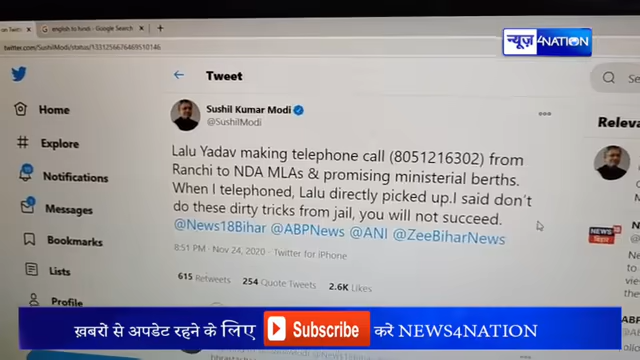 on Twitt
english to hindi - Google Search
twitter.com/SushilModi/status/1331256676469510146
न्यूज़4NATION
Tweet
Sushil Kumar Modi
@SushilModi
Lalu Yadav making telephone call (8051216302) from
Ranchi to NDA MLAs & promising ministerial berths.
When I telephoned, Lalu directly picked up.I said don't
do these dirty tricks from jail, you will not succeed.
@News18Bihar @ABPNews @ANI @ZeeBiharNews
8:51 PM · Nov 24, 2020 · Twitter for iPhone
615 Retweets 254 Quote Tweets 2.6K Likes
Home
Explore
Notifications
Messages
Bookmarks
Lists
Profile
Se
Releva
NEWS
ख़बरों से अपडेट रहने के लिए Subscribe करे NEWS4NATION